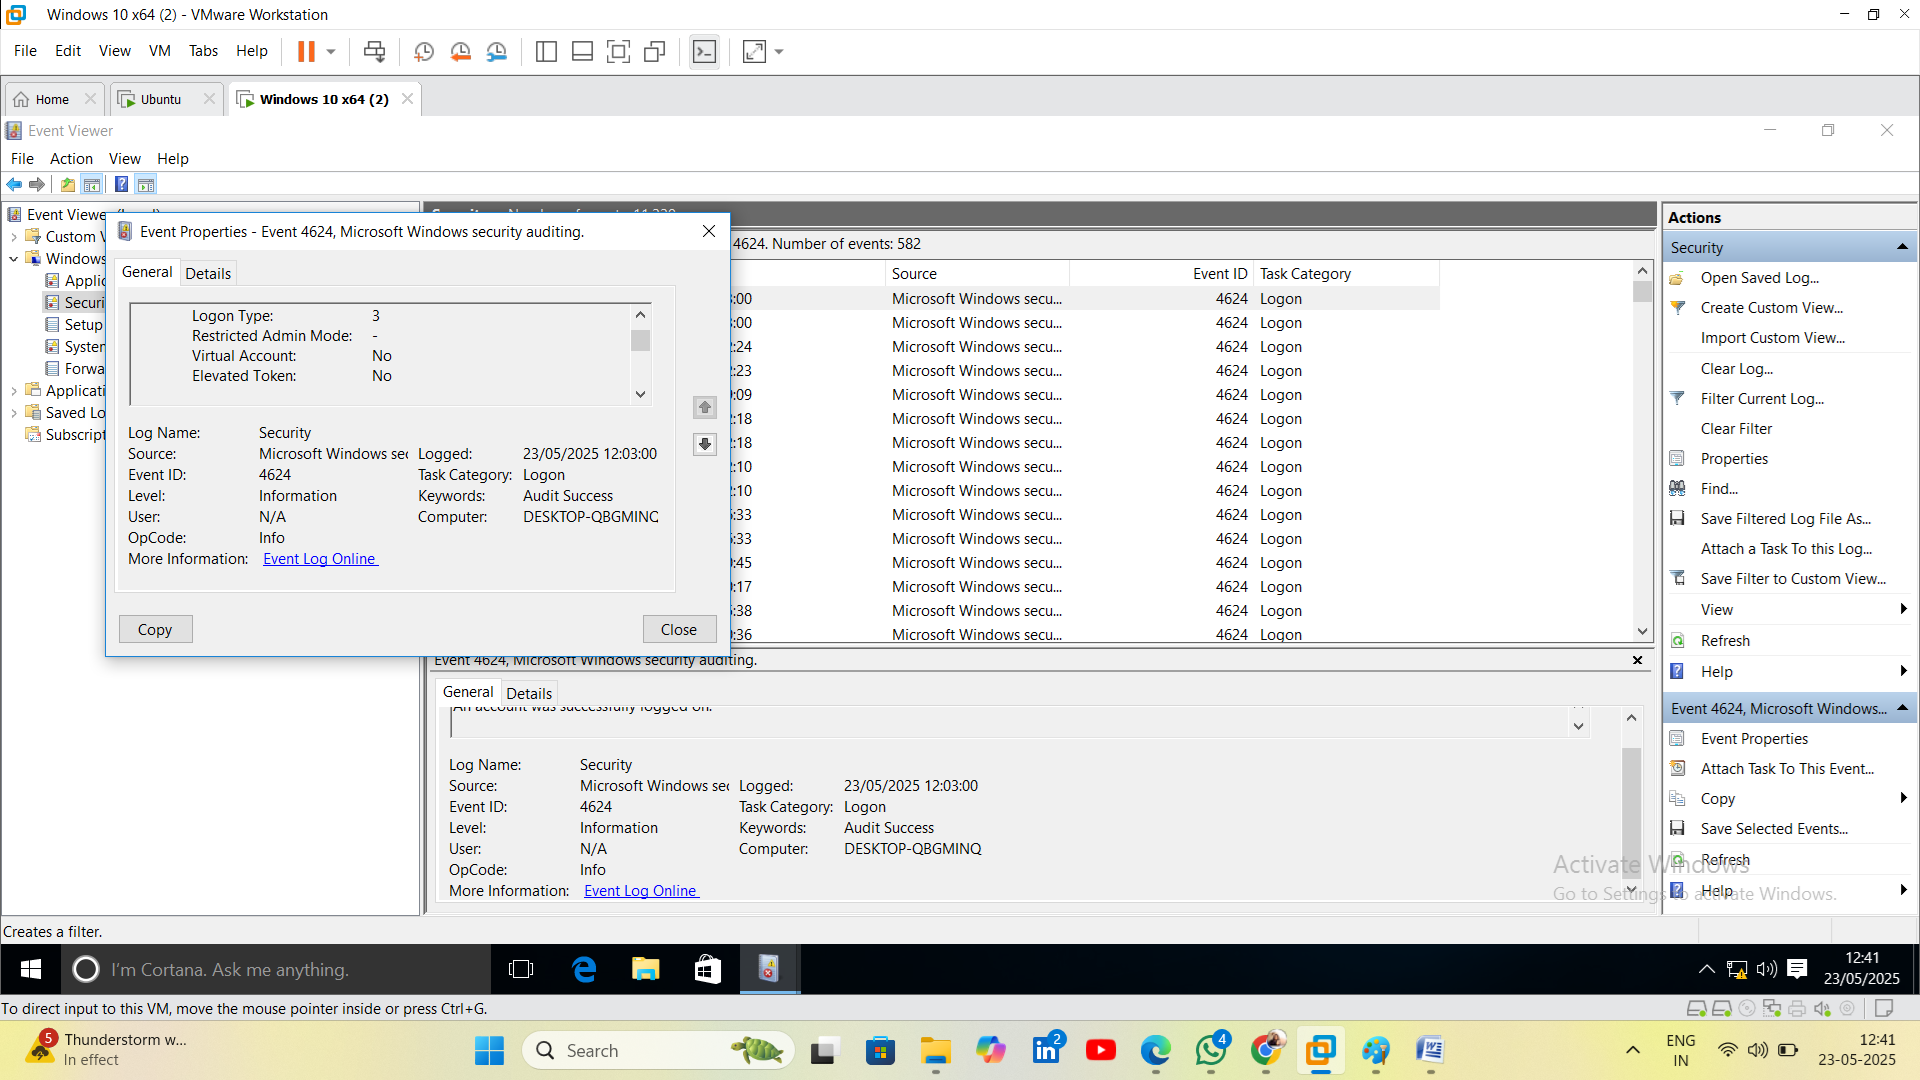 Windows 10 x64 (2) - VMware Workstation
File Edit View VM Tabs Help
Home Ubuntu Windows 10 x64 (2)
Event Viewer
File Action View Help
Event Viewe
Custom V
Windows
Applic
Securi
Setup
System
Forwa
Applicati
Saved Lo
Subscript
Event Properties - Event 4624, Microsoft Windows security auditing.
General Details
Logon Type: 3
Restricted Admin Mode: -
Virtual Account: No
Elevated Token: No
Log Name: Security
Source: Microsoft Windows sec Logged: 23/05/2025 12:03:00
Event ID: 4624 Task Category: Logon
Level: Information Keywords: Audit Success
User: N/A Computer: DESKTOP-QBGMINQ
OpCode: Info
More Information: Event Log Online
Copy Close
4624. Number of events: 582
Source Event ID Task Category
:00 Microsoft Windows secu... 4624 Logon
:00 Microsoft Windows secu... 4624 Logon
:24 Microsoft Windows secu... 4624 Logon
:23 Microsoft Windows secu... 4624 Logon
:09 Microsoft Windows secu... 4624 Logon
:18 Microsoft Windows secu... 4624 Logon
:18 Microsoft Windows secu... 4624 Logon
:10 Microsoft Windows secu... 4624 Logon
:10 Microsoft Windows secu... 4624 Logon
:33 Microsoft Windows secu... 4624 Logon
:33 Microsoft Windows secu... 4624 Logon
:45 Microsoft Windows secu... 4624 Logon
:17 Microsoft Windows secu... 4624 Logon
:38 Microsoft Windows secu... 4624 Logon
:36 Microsoft Windows secu... 4624 Logon
Event 4624, Microsoft Windows security auditing.
General Details
An account was successfully logged on.
Log Name: Security
Source: Microsoft Windows sec Logged: 23/05/2025 12:03:00
Event ID: 4624 Task Category: Logon
Level: Information Keywords: Audit Success
User: N/A Computer: DESKTOP-QBGMINQ
OpCode: Info
More Information: Event Log Online
Actions
Security
Open Saved Log...
Create Custom View...
Import Custom View...
Clear Log...
Filter Current Log...
Clear Filter
Properties
Find...
Save Filtered Log File As...
Attach a Task To this Log...
Save Filter to Custom View...
View
Refresh
Help
Event 4624, Microsoft Windows...
Event Properties
Attach Task To This Event...
Copy
Save Selected Events...
Refresh
Help
Activate Windows
Go to Settings to activate Windows.
Creates a filter.
I'm Cortana. Ask me anything.
12:41
23/05/2025
To direct input to this VM, move the mouse pointer inside or press Ctrl+G.
5
Thunderstorm w...
In effect
Search
2
4
ENG
IN
12:41
23-05-2025